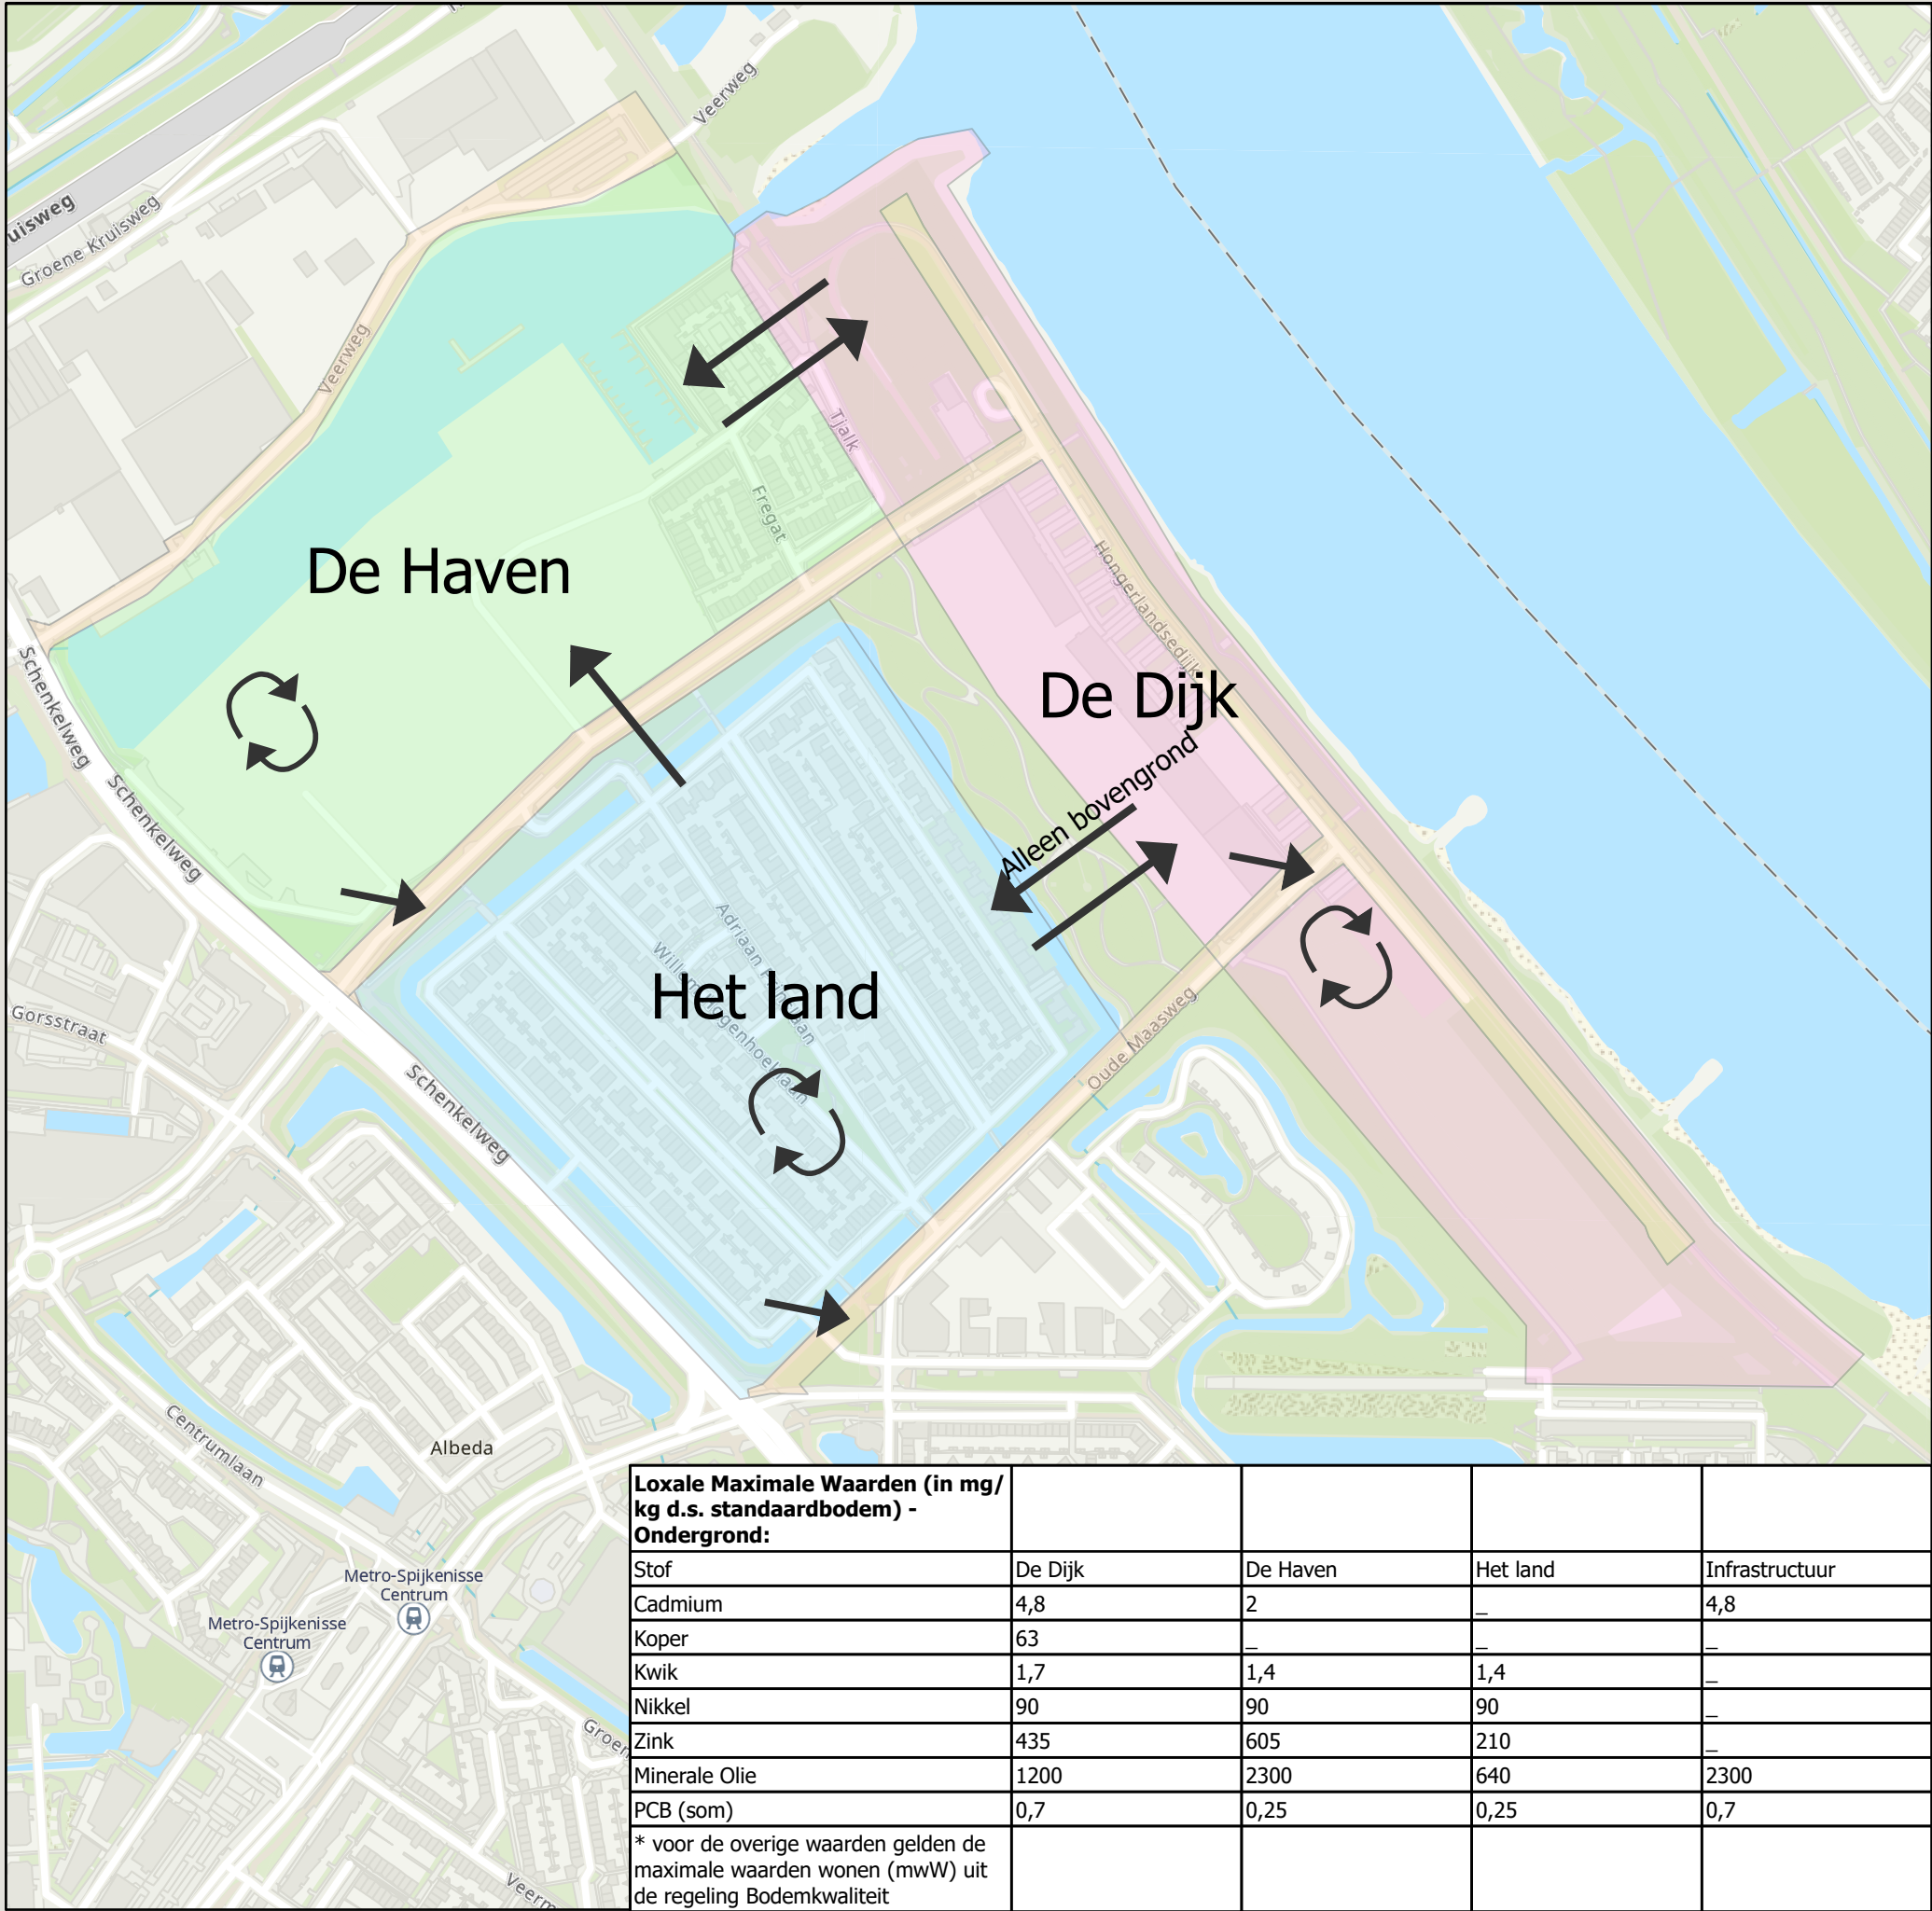 Veerweg
uisweg
Groene Kruisweg
Veerweg
Tjalk
Fregat
De Haven
Hongerlandsedijk
De Dijk
Alleen bovengrond
Schenkelweg
Schenkelweg
Het land
Oude Maasweg
Gorsstraat
Schenkelweg
Centrumlaan
Albeda
Metro-Spijkenisse
Centrum
Metro-Spijkenisse
Centrum
Groen
Veerm
Loxale Maximale Waarden (in mg/
kg d.s. standaardbodem) -
Ondergrond:
Stof De Dijk De Haven Het land Infrastructuur
Cadmium 4,8 2 _ 4,8
Koper 63 _ _ _
Kwik 1,7 1,4 1,4 _
Nikkel 90 90 90 _
Zink 435 605 210 _
Minerale Olie 1200 2300 640 2300
PCB (som) 0,7 0,25 0,25 0,7
* voor de overige waarden gelden de
maximale waarden wonen (mwW) uit
de regeling Bodemkwaliteit